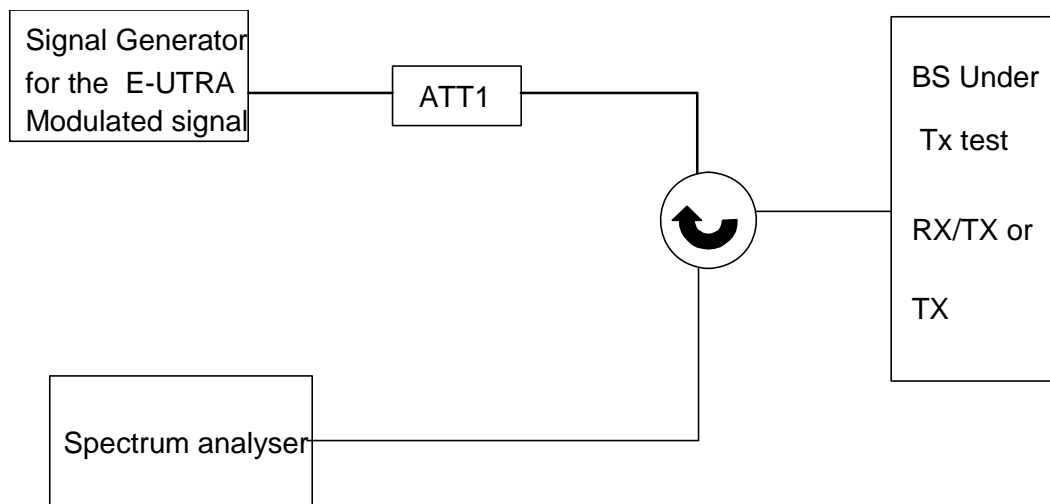 Signal Generator
for the E-UTRA
Modulated signal
ATT1
BS Under
Tx test
RX/TX or
TX
Spectrum analyser